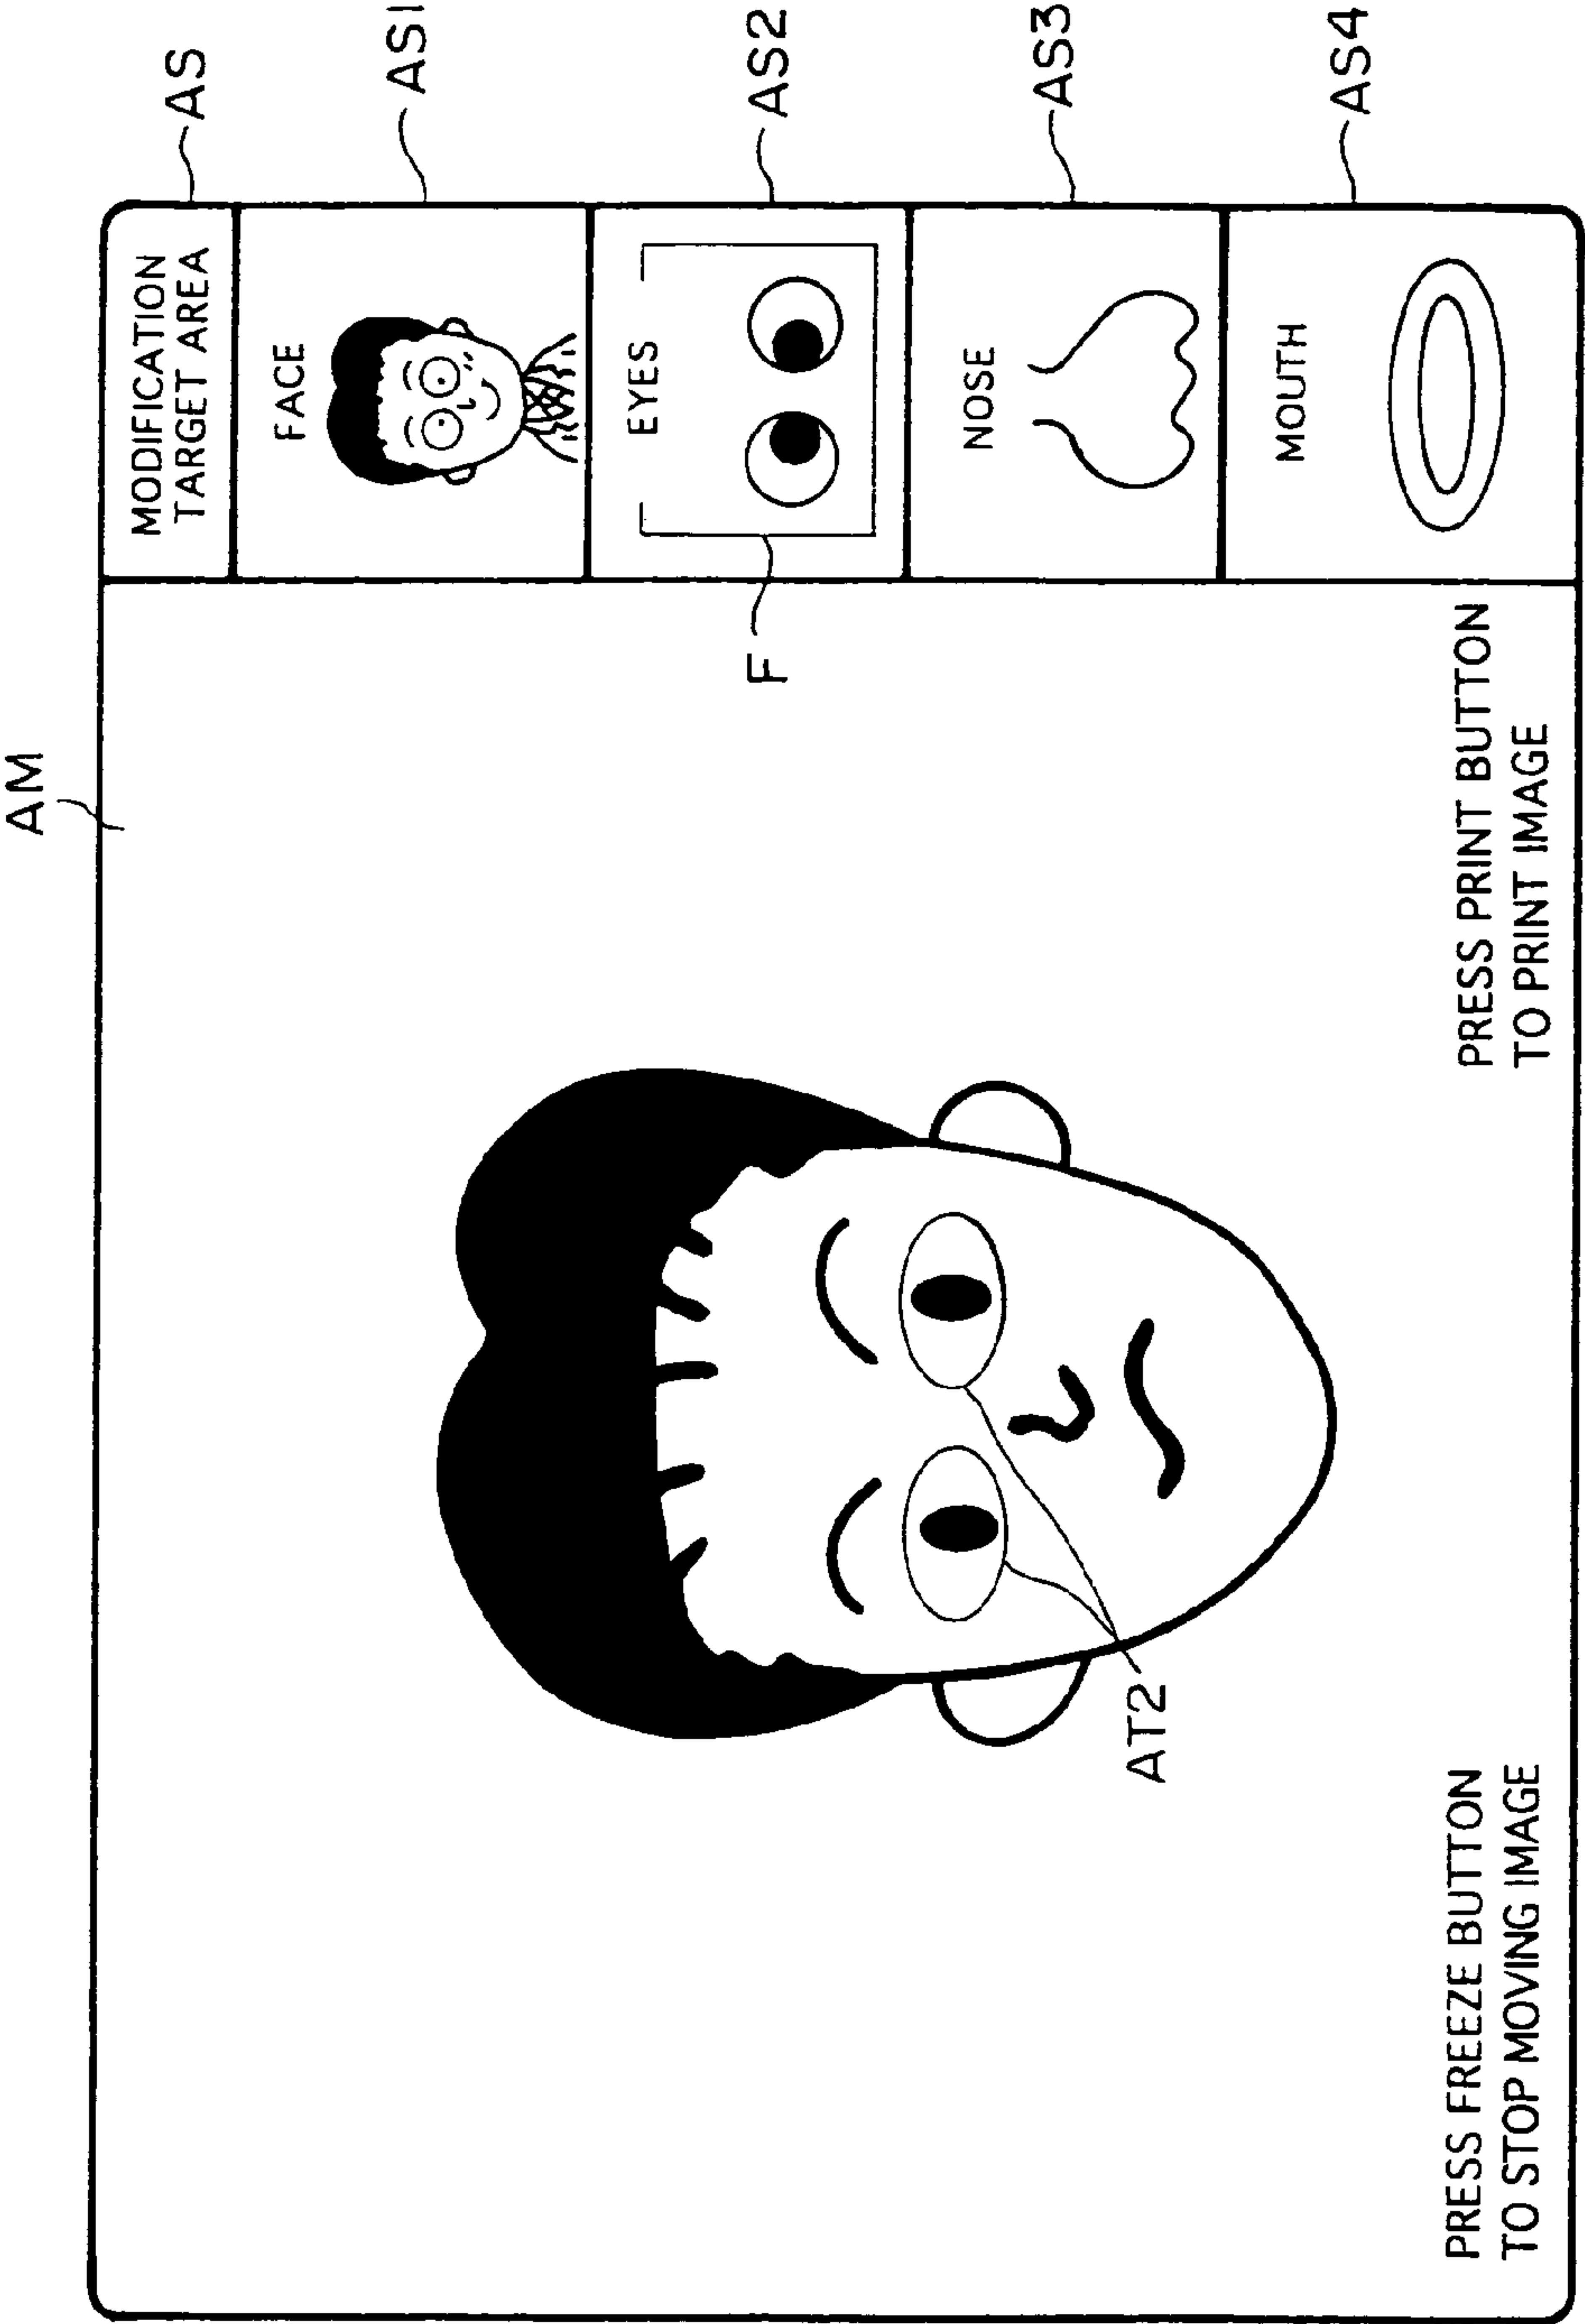 AM
MODIFICATION
TARGET AREA
AS
FACE
AS1
EYES
AS2
F
NOSE
AS3
MOUTH
AS4
AT2
PRESS FREEZE BUTTON
TO STOP MOVING IMAGE
PRESS PRINT BUTTON
TO PRINT IMAGE